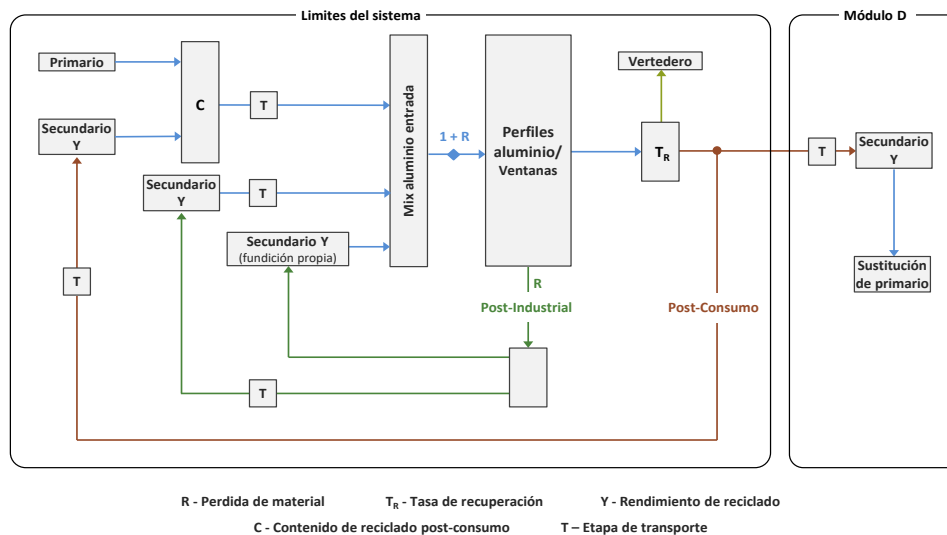 Limites del sistema
Módulo D
Primario
Secundario
Y
C
T
Secundario
Y
T
Secundario Y
(fundición propia)
Mix aluminio entrada
1 + R
Perfiles
aluminio/
Ventanas
Vertedero
TR
T
Secundario
Y
Sustitución
de primario
R
Post-Industrial
Post-Consumo
T
T
R - Perdida de material
TR - Tasa de recuperación
Y - Rendimiento de reciclado
C - Contenido de reciclado post-consumo
T – Etapa de transporte